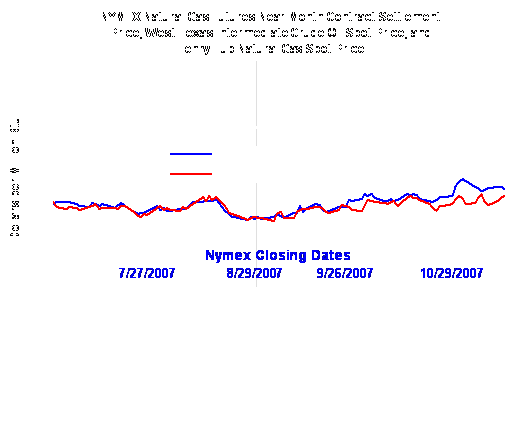 NYMEX Natural Gas Futures Near-Month Contract Settlement
Price, West Texas Intermediate Crude Oil Spot Price, and
Henry Hub Natural Gas Spot Price
Nymex Closing Dates
7/27/2007 8/29/2007 9/26/2007 10/29/2007